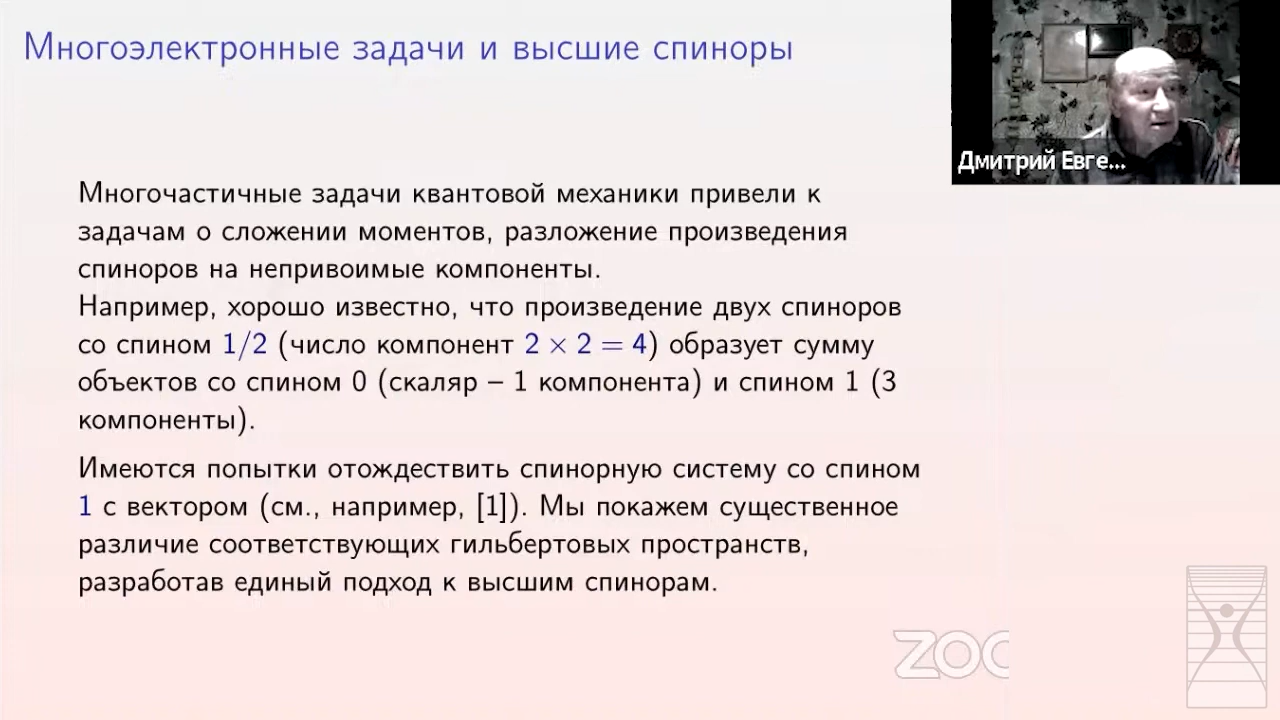 Многоэлектронные задачи и высшие спиноры
Дмитрий Евге...
Многочастичные задачи квантовой механики привели к
задачам о сложении моментов, разложение произведения
спиноров на непривоимые компоненты.
Например, хорошо известно, что произведение двух спиноров
со спином 1/2 (число компонент 2 × 2 = 4) образует сумму
объектов со спином 0 (скаляр – 1 компонента) и спином 1 (3
компоненты).
Имеются попытки отождествить спинорную систему со спином
1 с вектором (см., например, [1]). Мы покажем существенное
различие соответствующих гильбертовых пространств,
разработав единый подход к высшим спинорам.
ZOO